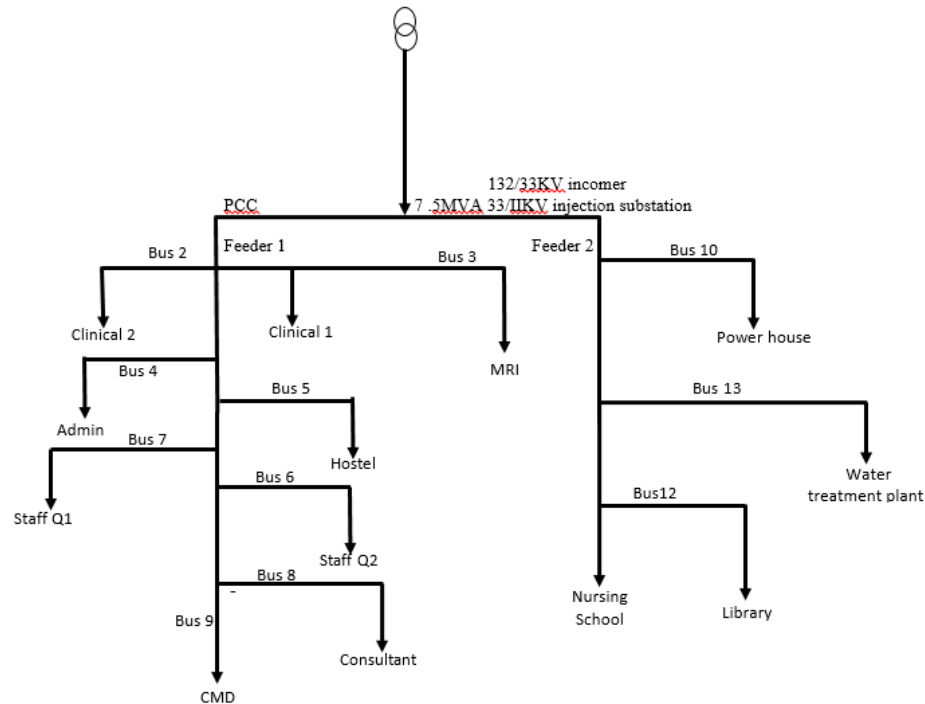 132/33KV incomer
PCC
7 .5MVA 33/IIKV injection substation
Feeder 1
Feeder 2
Bus 2
Bus 3
Bus 10
Clinical 2
Clinical 1
Power house
MRI
Bus 4
Bus 5
Bus 13
Admin
Bus 7
Hostel
Bus 6
Water
treatment plant
Bus12
Staff Q1
Staff Q2
Bus 8
-
Nursing
School
Library
Bus 9
Consultant
CMD